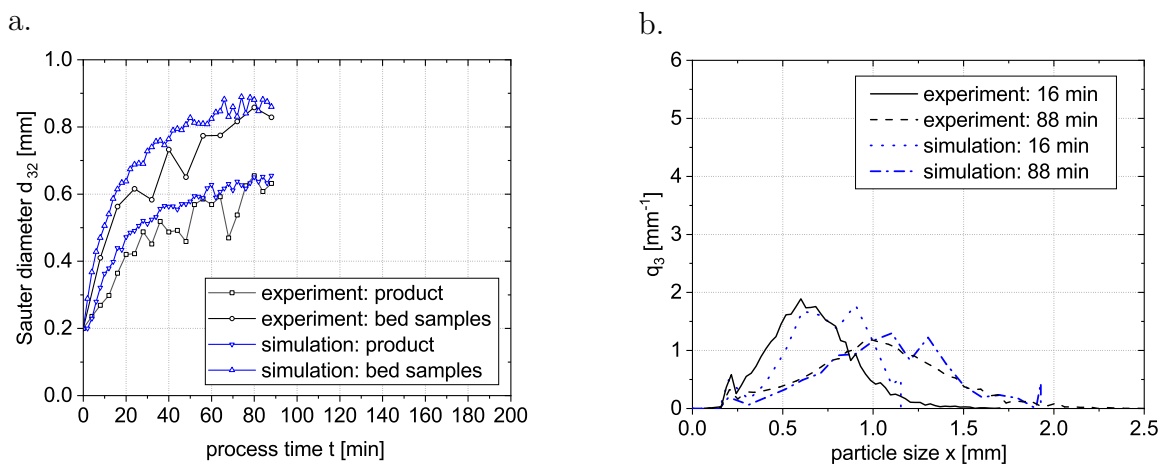 a.
Sauter diameter d32 [mm]
1.0
0.8
0.6
0.4
0.2
0.0
experiment: product
experiment: bed samples
simulation: product
simulation: bed samples
0 20 40 60 80 100 120 140 160 180 200
process time t [min]
b.
q3 [mm-1]
6
5
4
3
2
1
0
experiment: 16 min
experiment: 88 min
simulation: 16 min
simulation: 88 min
0.0 0.5 1.0 1.5 2.0 2.5
particle size x [mm]